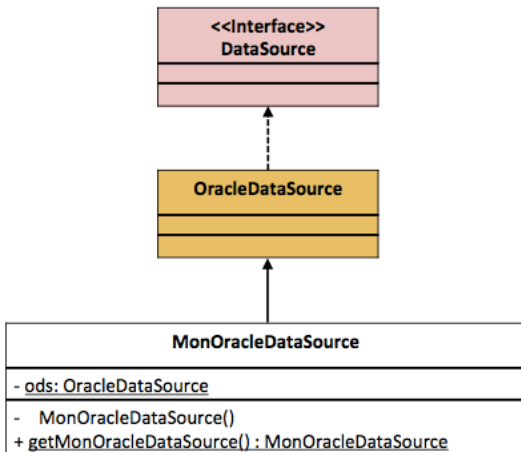 <<Interface>>
DataSource
OracleDataSource
MonOracleDataSource
- ods: OracleDataSource
- MonOracleDataSource()
+ getMonOracleDataSource() : MonOracleDataSource